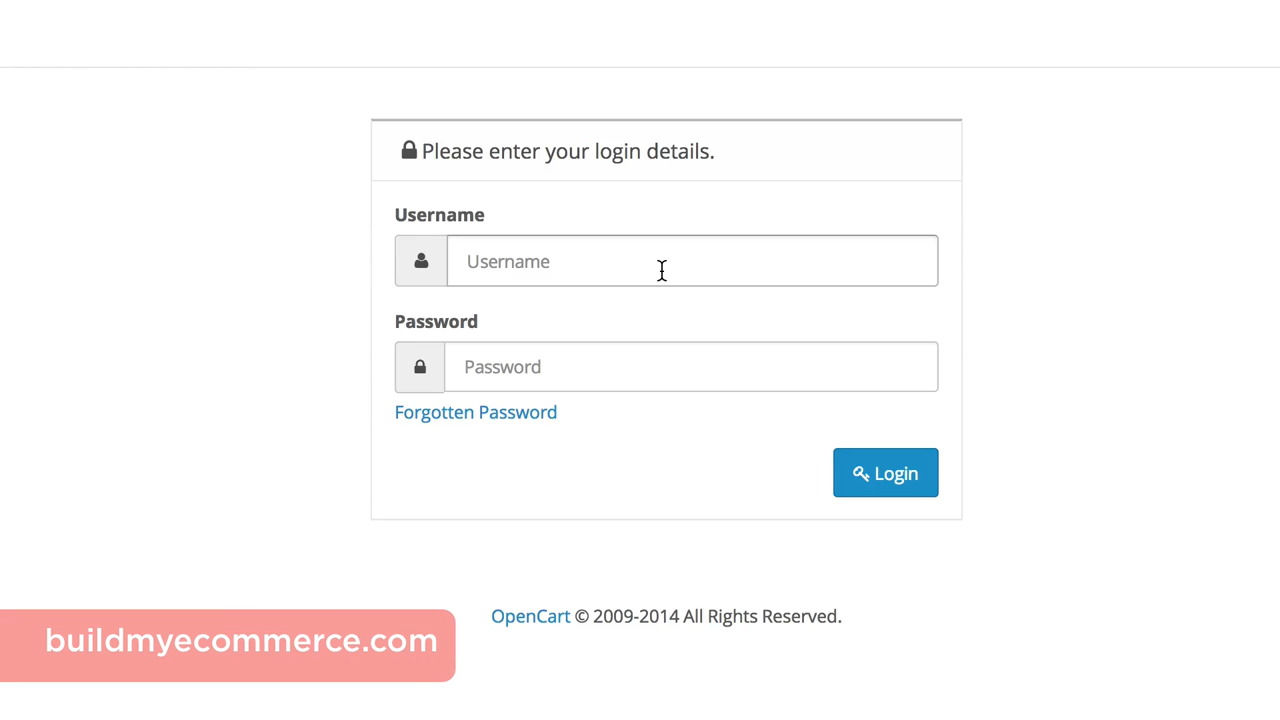 Please enter your login details.
Username
Username
Password
Password
Forgotten Password
Login
OpenCart © 2009-2014 All Rights Reserved.
buildmyecommerce.com